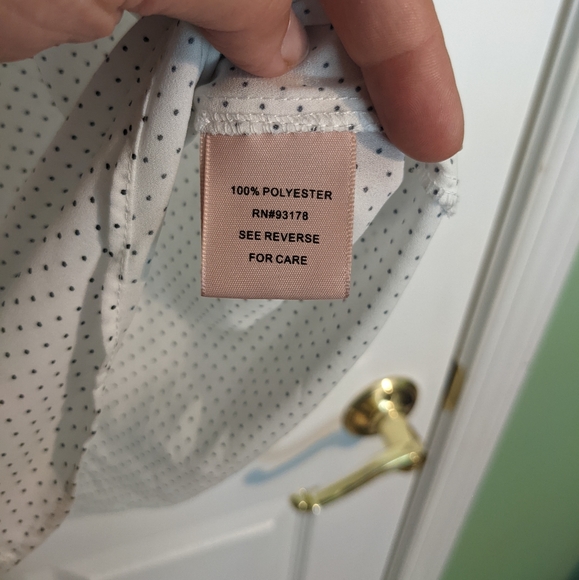 100% POLYESTER
RN#93178
SEE REVERSE
FOR CARE